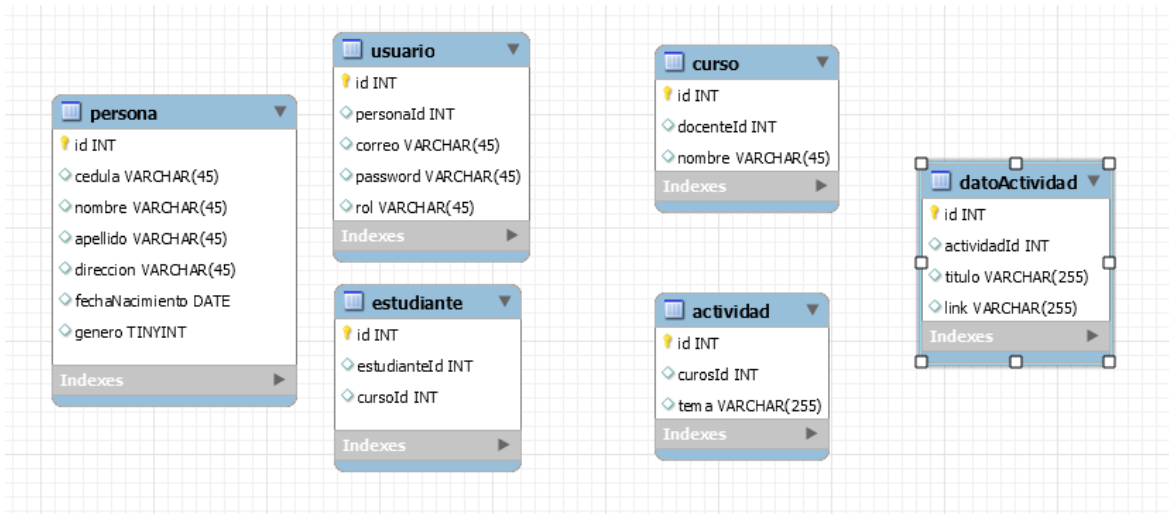 persona
id INT
cedula VARCHAR(45)
nombre VARCHAR(45)
apellido VARCHAR(45)
direccion VARCHAR(45)
fechaNacimiento DATE
genero TINYINT
Indexes
usuario
id INT
personaId INT
correo VARCHAR(45)
password VARCHAR(45)
rol VARCHAR(45)
Indexes
estudiante
id INT
estudianteId INT
cursoId INT
Indexes
curso
id INT
docenteId INT
nombre VARCHAR(45)
Indexes
actividad
id INT
curosId INT
tema VARCHAR(255)
Indexes
datoActividad
id INT
actividadId INT
titulo VARCHAR(255)
link VARCHAR(255)
Indexes